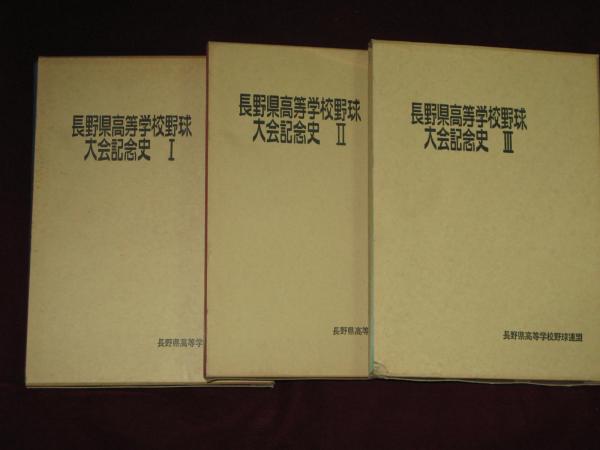 長野県高等学校野球
大会記念史 Ⅰ
長野県高等学
長野県高等学校野球
大会記念史 Ⅱ
長野県高等
長野県高等学校野球
大会記念史 Ⅲ
長野県高等学校野球連盟